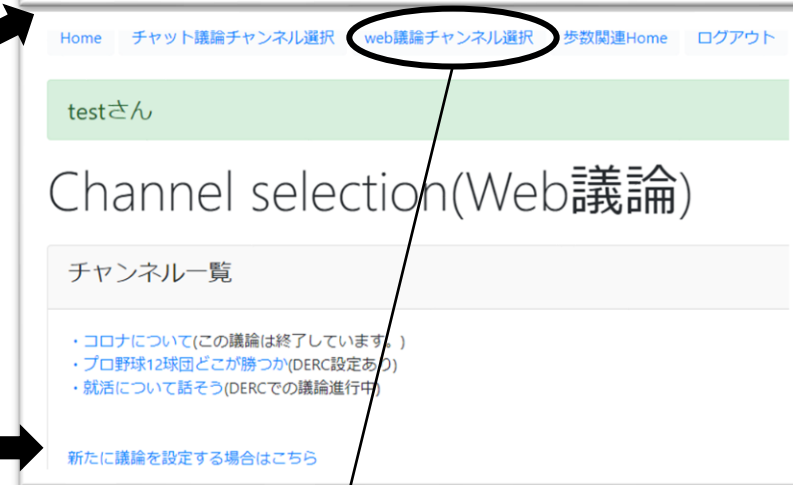 Home チャット議論チャンネル選択 web議論チャンネル選択 歩数関連Home ログアウト
testさん
Channel selection(Web議論)
チャンネル一覧
・コロナについて(この議論は終了しています。)
・プロ野球12球団どこが勝つか(DERC設定あり)
・就活について話そう(DERCでの議論進行中)
新たに議論を設定する場合はこちら